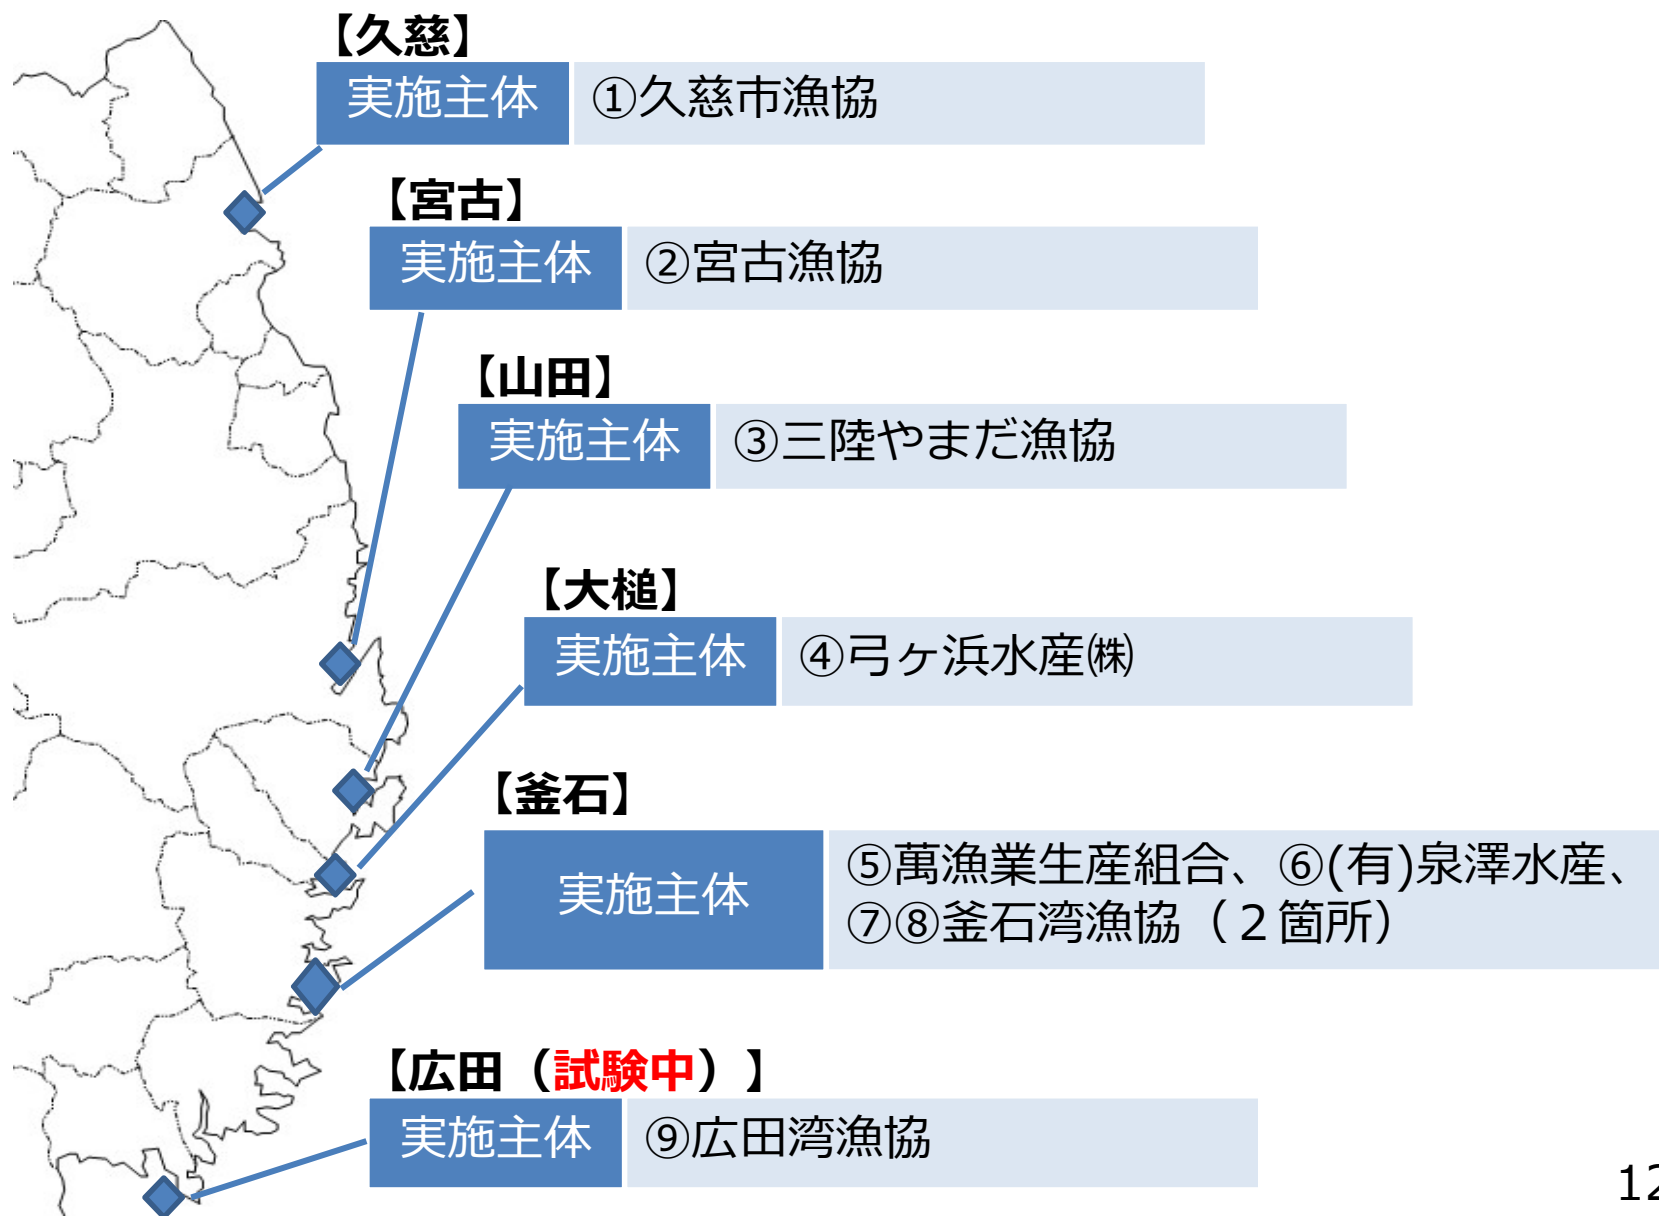 【久慈】
実施主体 ①久慈市漁協
【宮古】
実施主体 ②宮古漁協
【山田】
実施主体 ③三陸やまだ漁協
【大槌】
実施主体 ④弓ヶ浜水産㈱
【釜石】
実施主体 ⑤萬漁業生産組合、⑥(有)泉澤水産、
⑦⑧釜石湾漁協（２箇所）
【広田（試験中）】
実施主体 ⑨広田湾漁協
12